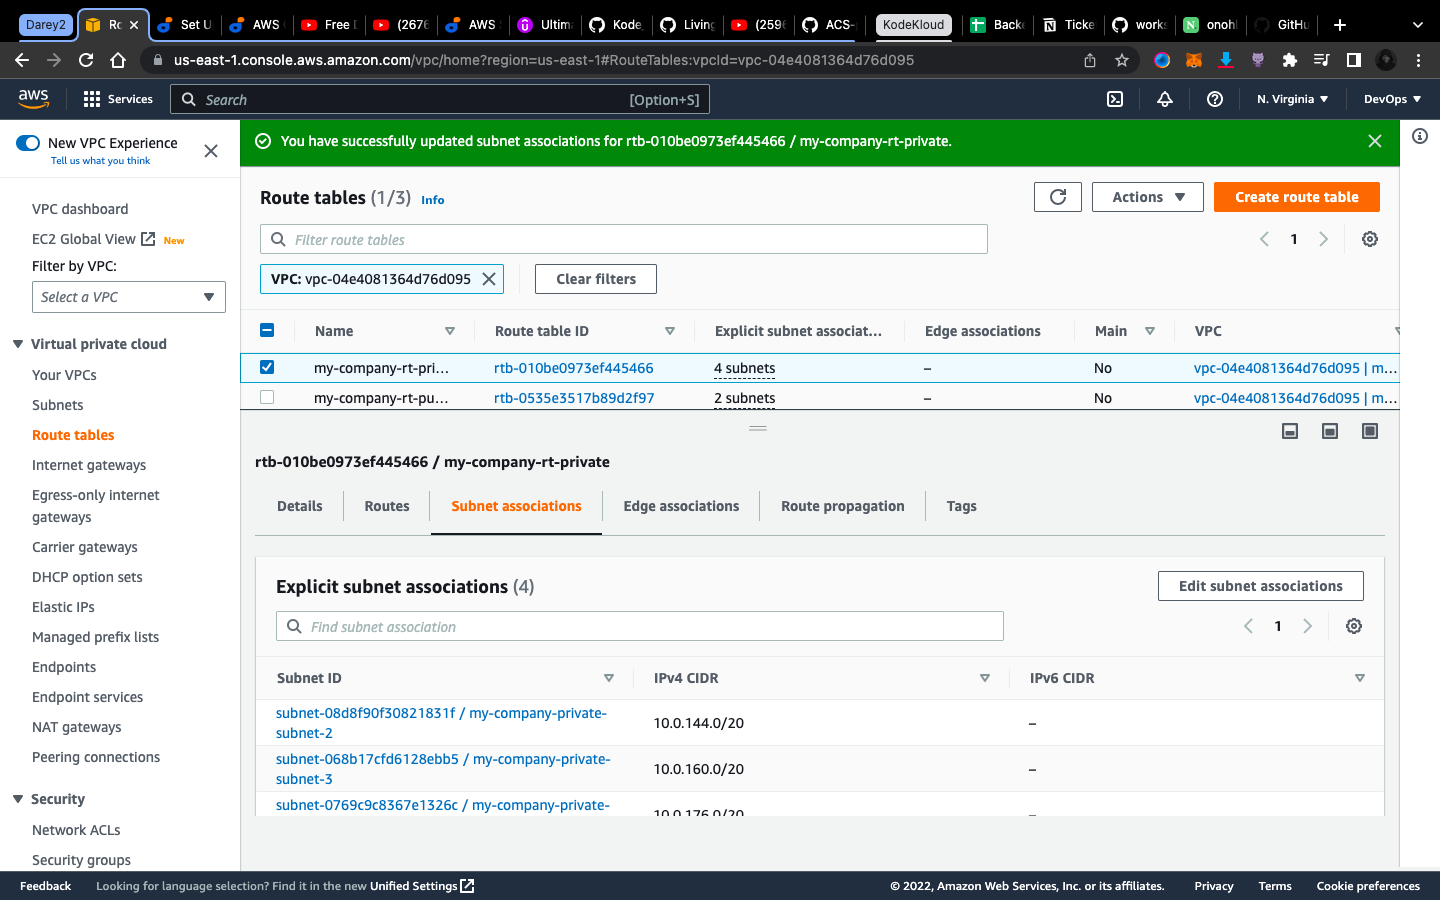 Darey2
Ro
Set U
AWS
Free D
(2676
AWS
Ultima
Kode
Living
(2596
ACS-
KodeKloud
Backe
Ticke
works
onohl
GitHu
us-east-1.console.aws.amazon.com/vpc/home?region=us-east-1#RouteTables:vpcId=vpc-04e4081364d76d095
aws
Services
Search
[Option+S]
N. Virginia
DevOps
New VPC Experience
Tell us what you think
You have successfully updated subnet associations for rtb-010be0973ef445466 / my-company-rt-private.
VPC dashboard
EC2 Global View New
Filter by VPC:
Select a VPC
Virtual private cloud
Your VPCs
Subnets
Route tables
Internet gateways
Egress-only internet
gateways
Carrier gateways
DHCP option sets
Elastic IPs
Managed prefix lists
Endpoints
Endpoint services
NAT gateways
Peering connections
Security
Network ACLs
Security groups
Route tables (1/3) Info
Actions
Create route table
Filter route tables
1
VPC: vpc-04e4081364d76d095
Clear filters
Name Route table ID Explicit subnet associat... Edge associations Main VPC
my-company-rt-pri... rtb-010be0973ef445466 4 subnets – No vpc-04e4081364d76d095 | m...
my-company-rt-pu... rtb-0535e3517b89d2f97 2 subnets – No vpc-04e4081364d76d095 | m...
rtb-010be0973ef445466 / my-company-rt-private
Details Routes Subnet associations Edge associations Route propagation Tags
Explicit subnet associations (4)
Edit subnet associations
Find subnet association
1
Subnet ID IPv4 CIDR IPv6 CIDR
subnet-08d8f90f30821831f / my-company-private-
subnet-2
10.0.144.0/20 –
subnet-068b17cfd6128ebb5 / my-company-private-
subnet-3
10.0.160.0/20 –
subnet-0769c9c8367e1326c / my-company-private-
10.0.176.0/20 –
Feedback
Looking for language selection? Find it in the new Unified Settings
© 2022, Amazon Web Services, Inc. or its affiliates.
Privacy
Terms
Cookie preferences